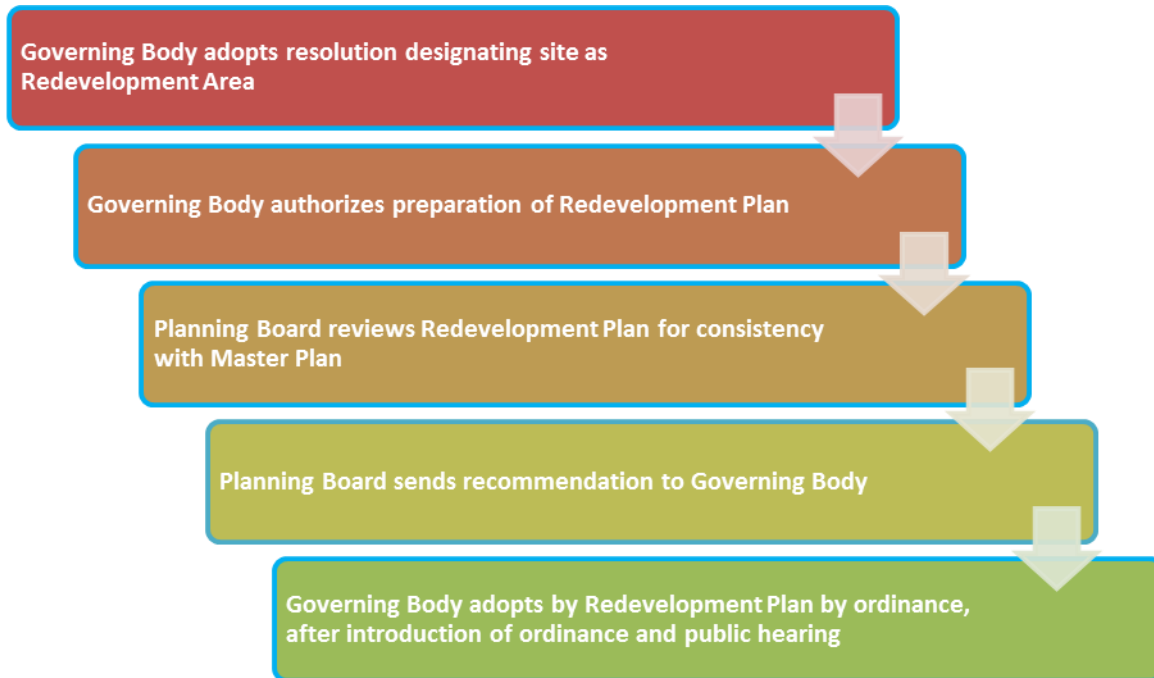 Governing Body adopts resolution designating site as
Redevelopment Area
Governing Body authorizes preparation of Redevelopment Plan
Planning Board reviews Redevelopment Plan for consistency
with Master Plan
Planning Board sends recommendation to Governing Body
Governing Body adopts by Redevelopment Plan by ordinance,
after introduction of ordinance and public hearing